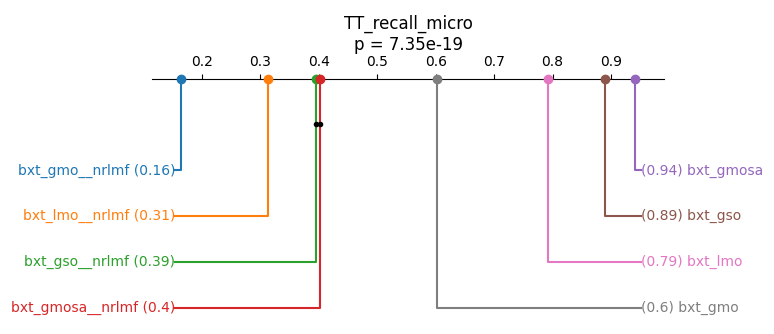 TT_recall_micro
p = 7.35e-19
0.2 0.3 0.4 0.5 0.6 0.7 0.8 0.9
bxt_gmo__nrlmf (0.16) (0.94) bxt_gmosa
bxt_lmo__nrlmf (0.31) (0.89) bxt_gso
bxt_gso__nrlmf (0.39) (0.79) bxt_lmo
bxt_gmosa__nrlmf (0.4) (0.6) bxt_gmo